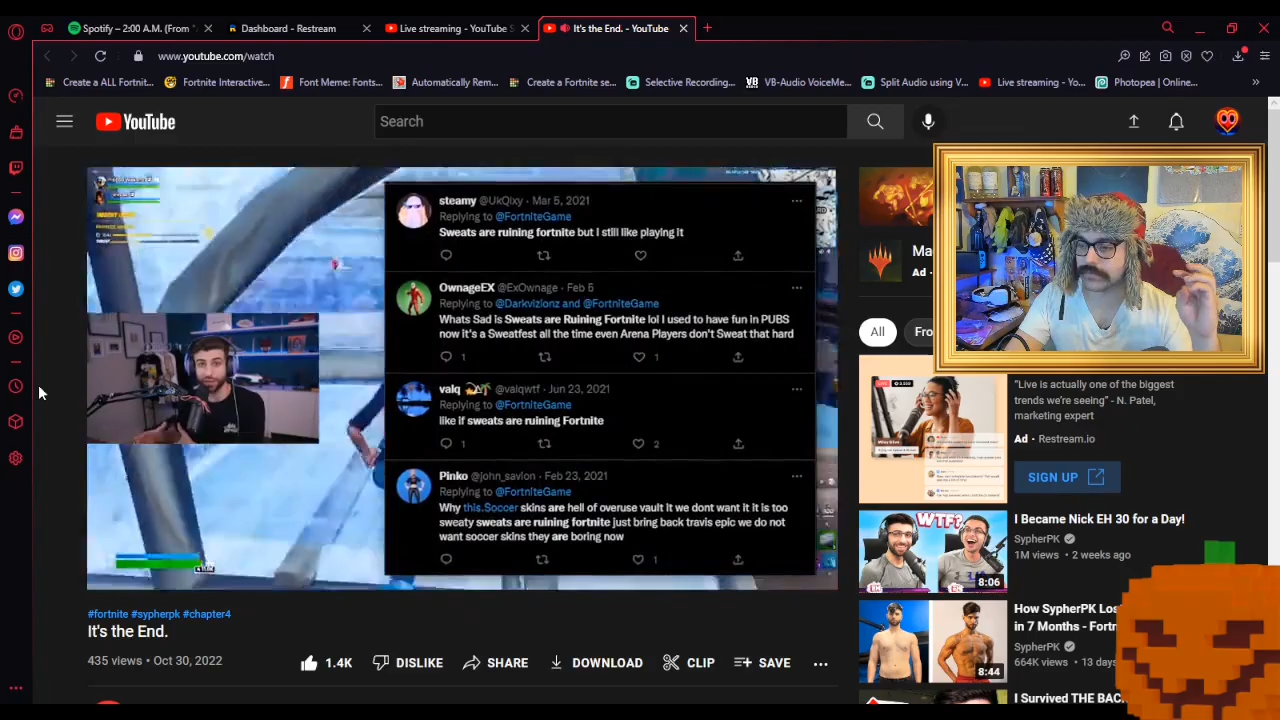 Spotify – 2:00 A.M. (From "
Dashboard - Restream
Live streaming - YouTube S
It's the End. - YouTube
www.youtube.com/watch
Create a ALL Fortnit...
Fortnite Interactive...
Font Meme: Fonts...
Automatically Rem...
Create a Fortnite se...
Selective Recording...
VB-Audio VoiceMe...
Split Audio using V...
Live streaming - Yo...
Photopea | Online...
YouTube
Search
steamy @UkQlxy · Mar 5, 2021
Replying to @FortniteGame
Sweats are ruining fortnite but I still like playing it
OwnageEX @ExOwnage · Feb 5
Replying to @Darkvizionz and @FortniteGame
Whats Sad is Sweats are Ruining Fortnite lol I used to have fun in PUBS
now it's a Sweatfest all the time even Arena Players don't Sweat that hard
1
1
valq @valqwtf · Jun 23, 2021
Replying to @FortniteGame
like if sweats are ruining Fortnite
1
2
Pinko @john_savlon · Feb 23, 2021
Replying to @FortniteGame
Why this.Soccer skins are hell of overuse vault it we dont want it it is too
sweaty sweats are ruining fortnite just bring back travis epic we do not
want soccer skins they are boring now
1
#fortnite #sypherpk #chapter4
It's the End.
435 views • Oct 30, 2022
1.4K
DISLIKE
SHARE
DOWNLOAD
CLIP
SAVE
Ma
Ad
All
Fro
"Live is actually one of the biggest
trends we're seeing" – N. Patel,
marketing expert
Ad · Restream.io
SIGN UP
WTF?
8:06
I Became Nick EH 30 for a Day!
SypherPK
1M views • 2 weeks ago
8:44
How SypherPK Los
in 7 Months - Fortn
SypherPK
664K views • 13 days
I Survived THE BAC